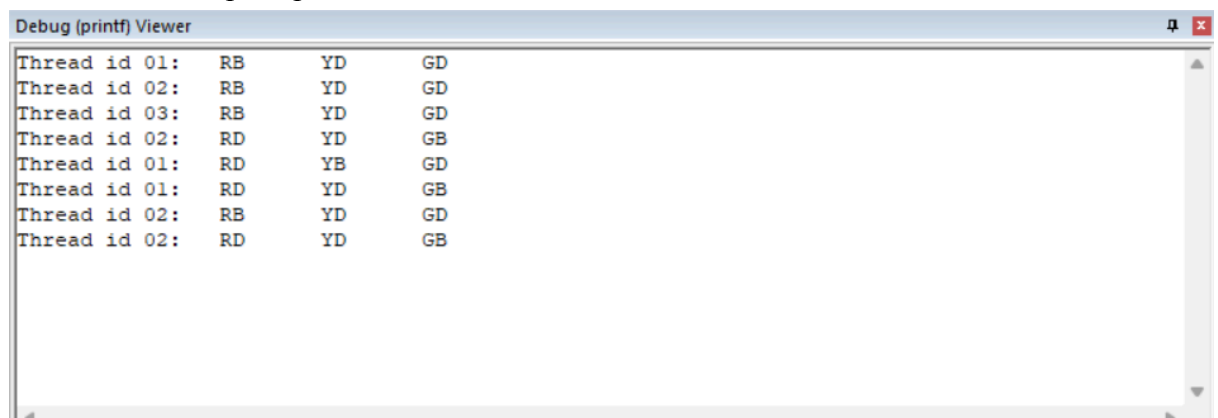 Debug (printf) Viewer
Thread id 01: RB YD GD
Thread id 02: RB YD GD
Thread id 03: RB YD GD
Thread id 02: RD YD GB
Thread id 01: RD YB GD
Thread id 01: RD YD GB
Thread id 02: RB YD GD
Thread id 02: RD YD GB